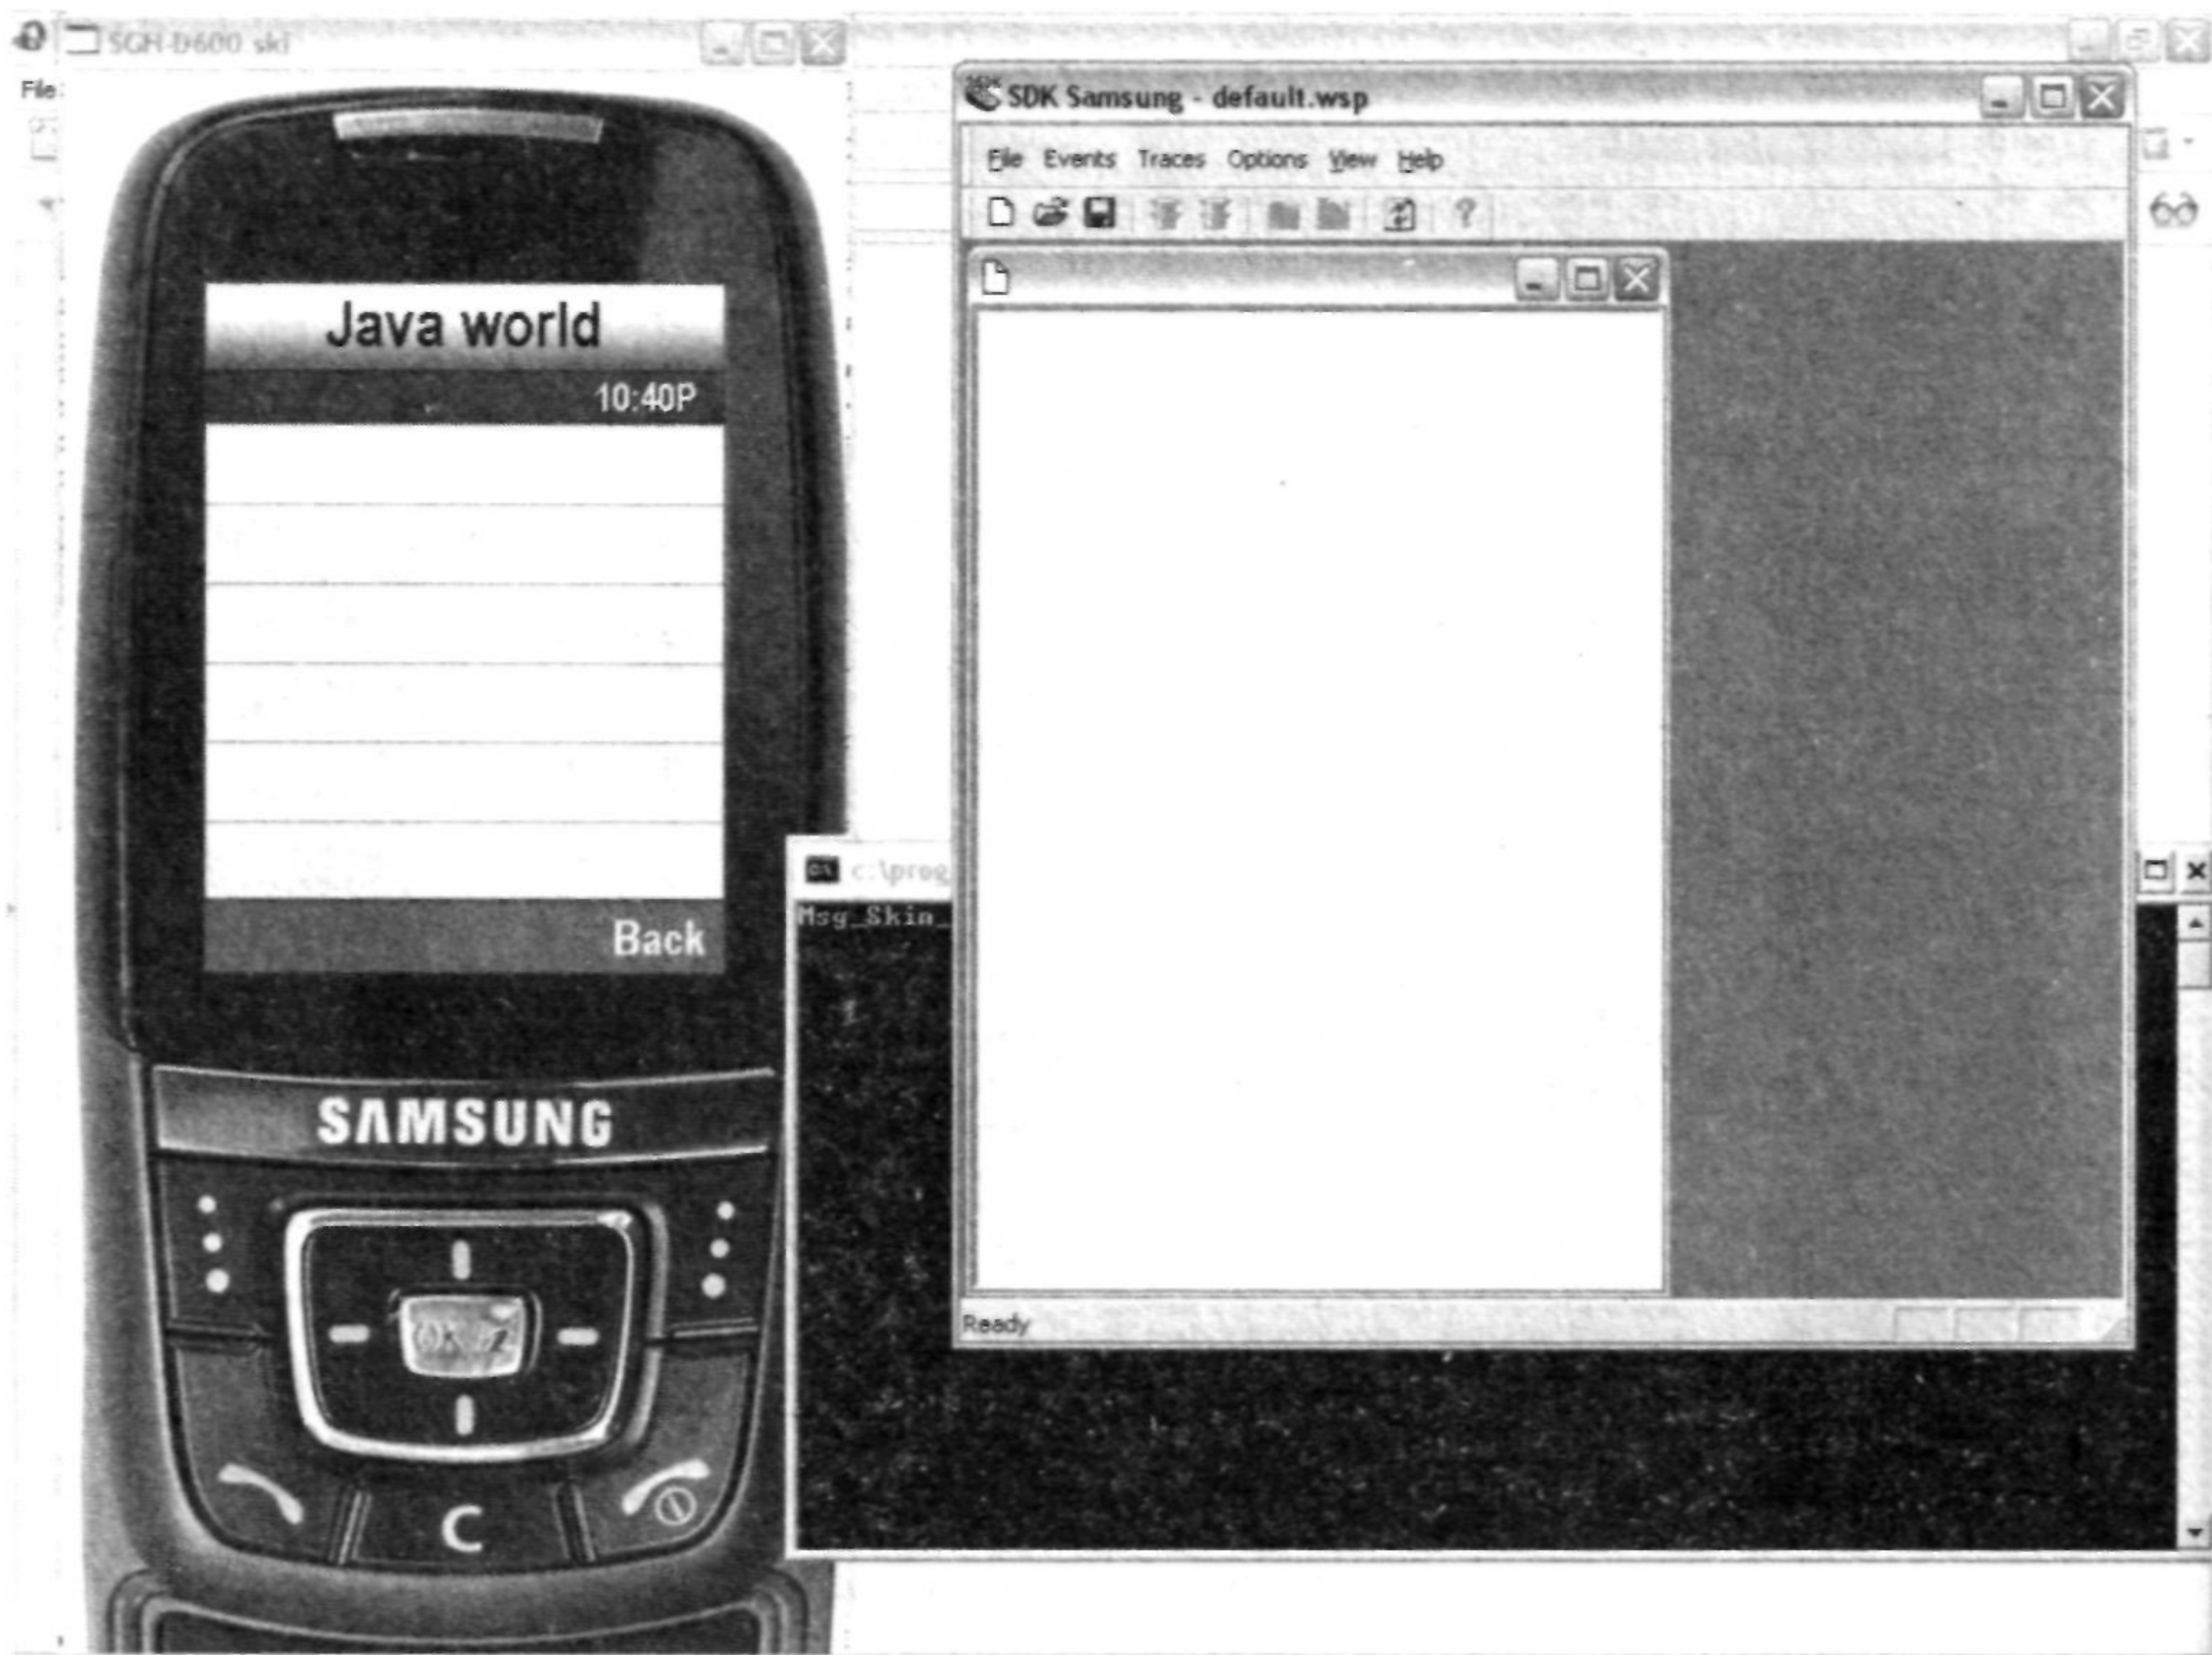 SGH-D600 ski
File
Java world
10:40P
Back
SAMSUNG
OK
C
SDK Samsung - default.wsp
File Events Traces Options View Help
?
c:\prog
Msg_Skin_
Ready